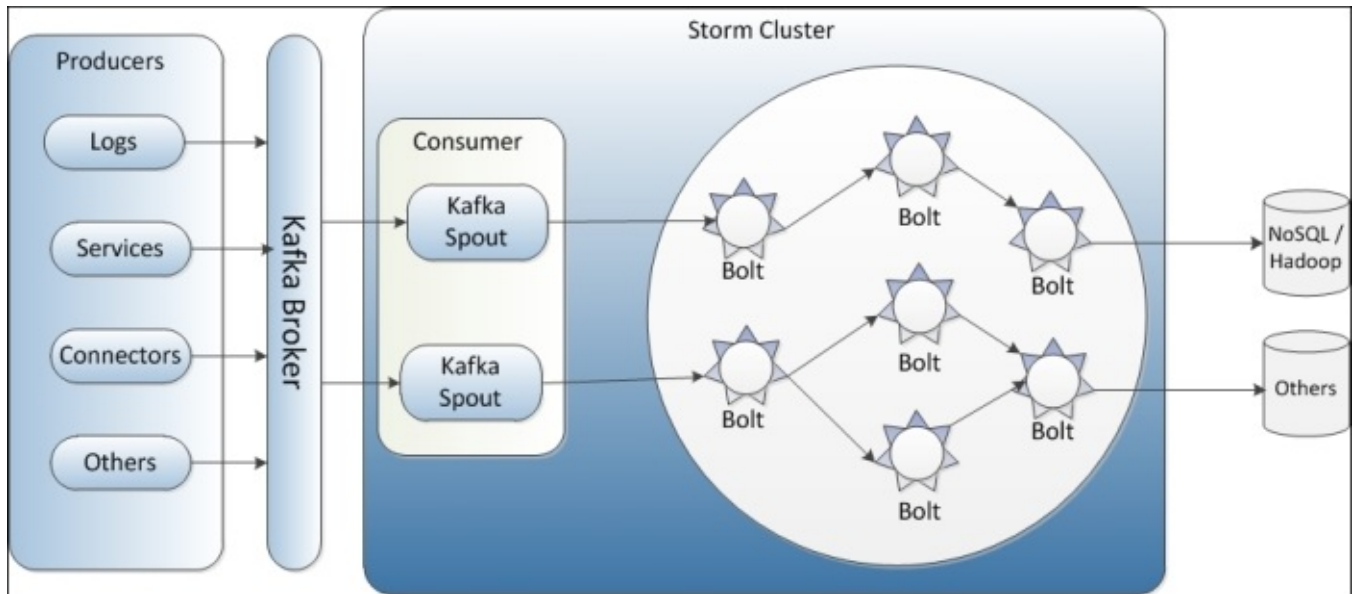 Producers
Logs
Services
Connectors
Others
Kafka Broker
Storm Cluster
Consumer
Kafka
Spout
Kafka
Spout
Bolt
Bolt
Bolt
Bolt
Bolt
Bolt
Bolt
NoSQL /
Hadoop
Others